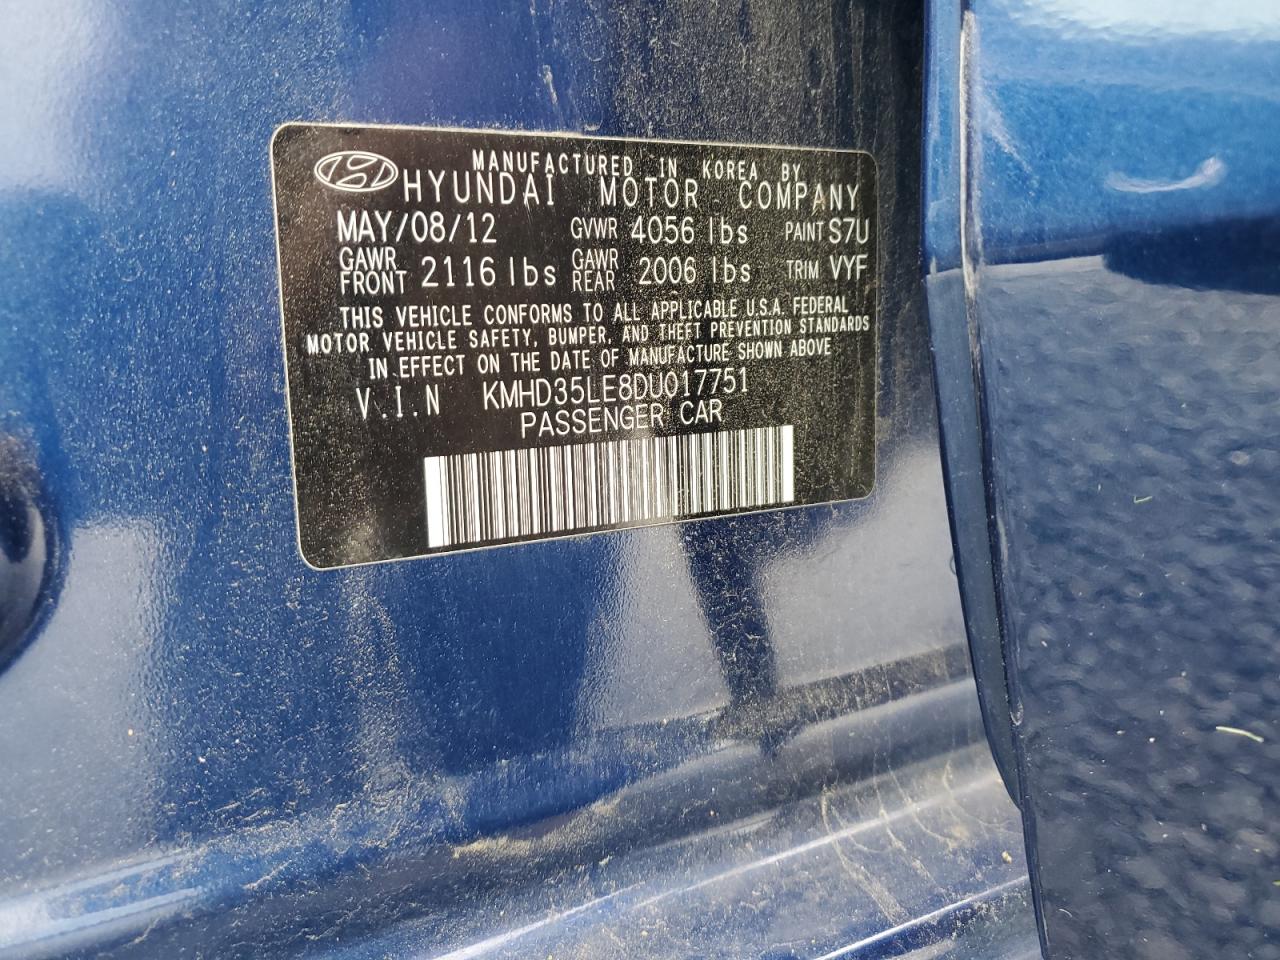 MANUFACTURED IN KOREA BY
HYUNDAI MOTOR COMPANY
MAY/08/12 GVWR 4056 lbs PAINT S7U
GAWR FRONT 2116 lbs GAWR REAR 2006 lbs TRIM VYF
THIS VEHICLE CONFORMS TO ALL APPLICABLE U.S.A. FEDERAL
MOTOR VEHICLE SAFETY, BUMPER, AND THEFT PREVENTION STANDARDS
IN EFFECT ON THE DATE OF MANUFACTURE SHOWN ABOVE
V.I.N KMHD35LE8DU017751
PASSENGER CAR